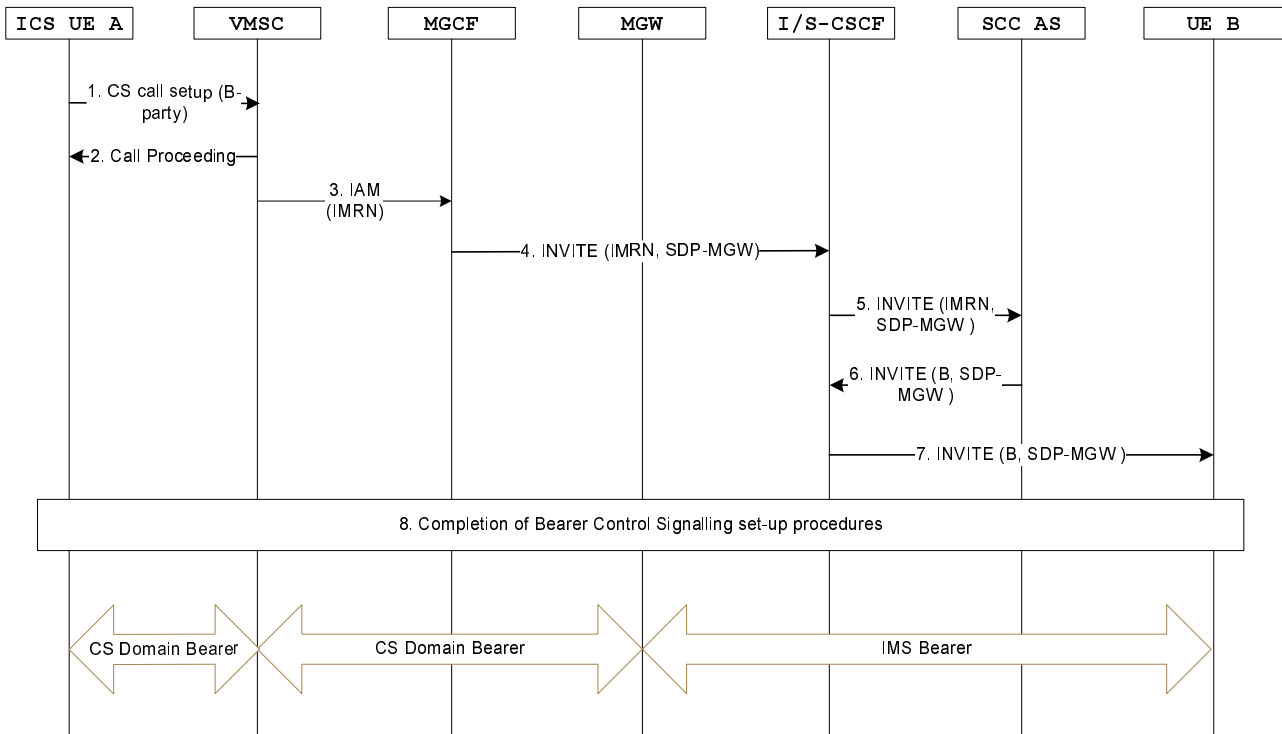 ICS UE A
VMSC
MGCF
MGW
I/S-CSCF
SCC AS
UE B
1. CS call setup (B-
party)
2. Call Proceeding
3. IAM
(IMRN)
4. INVITE (IMRN, SDP-MGW)
5. INVITE (IMRN,
SDP-MGW )
6. INVITE (B, SDP-
MGW )
7. INVITE (B, SDP-MGW )
8. Completion of Bearer Control Signalling set-up procedures
CS Domain Bearer
CS Domain Bearer
IMS Bearer